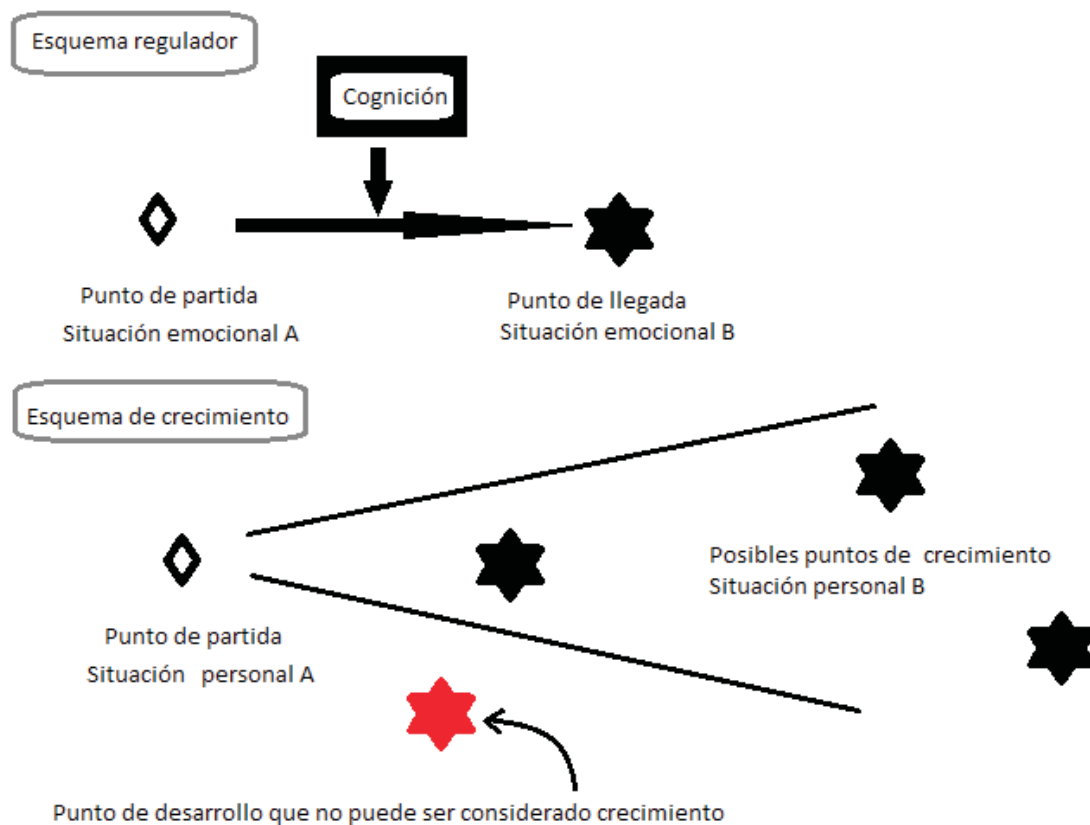 Esquema regulador
Cognición
Punto de partida
Situación emocional A
Punto de llegada
Situación emocional B
Esquema de crecimiento
Posibles puntos de crecimiento
Situación personal B
Punto de partida
Situación personal A
Punto de desarrollo que no puede ser considerado crecimiento